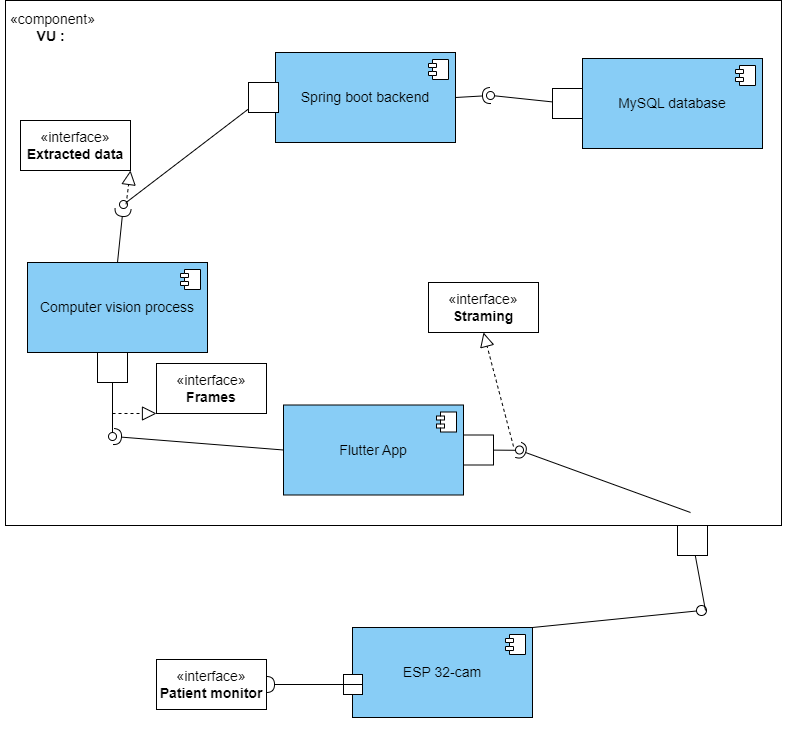 «component»
VU :
Spring boot backend
MySQL database
«interface»
Extracted data
Computer vision process
«interface»
Straming
«interface»
Frames
Flutter App
ESP 32-cam
«interface»
Patient monitor